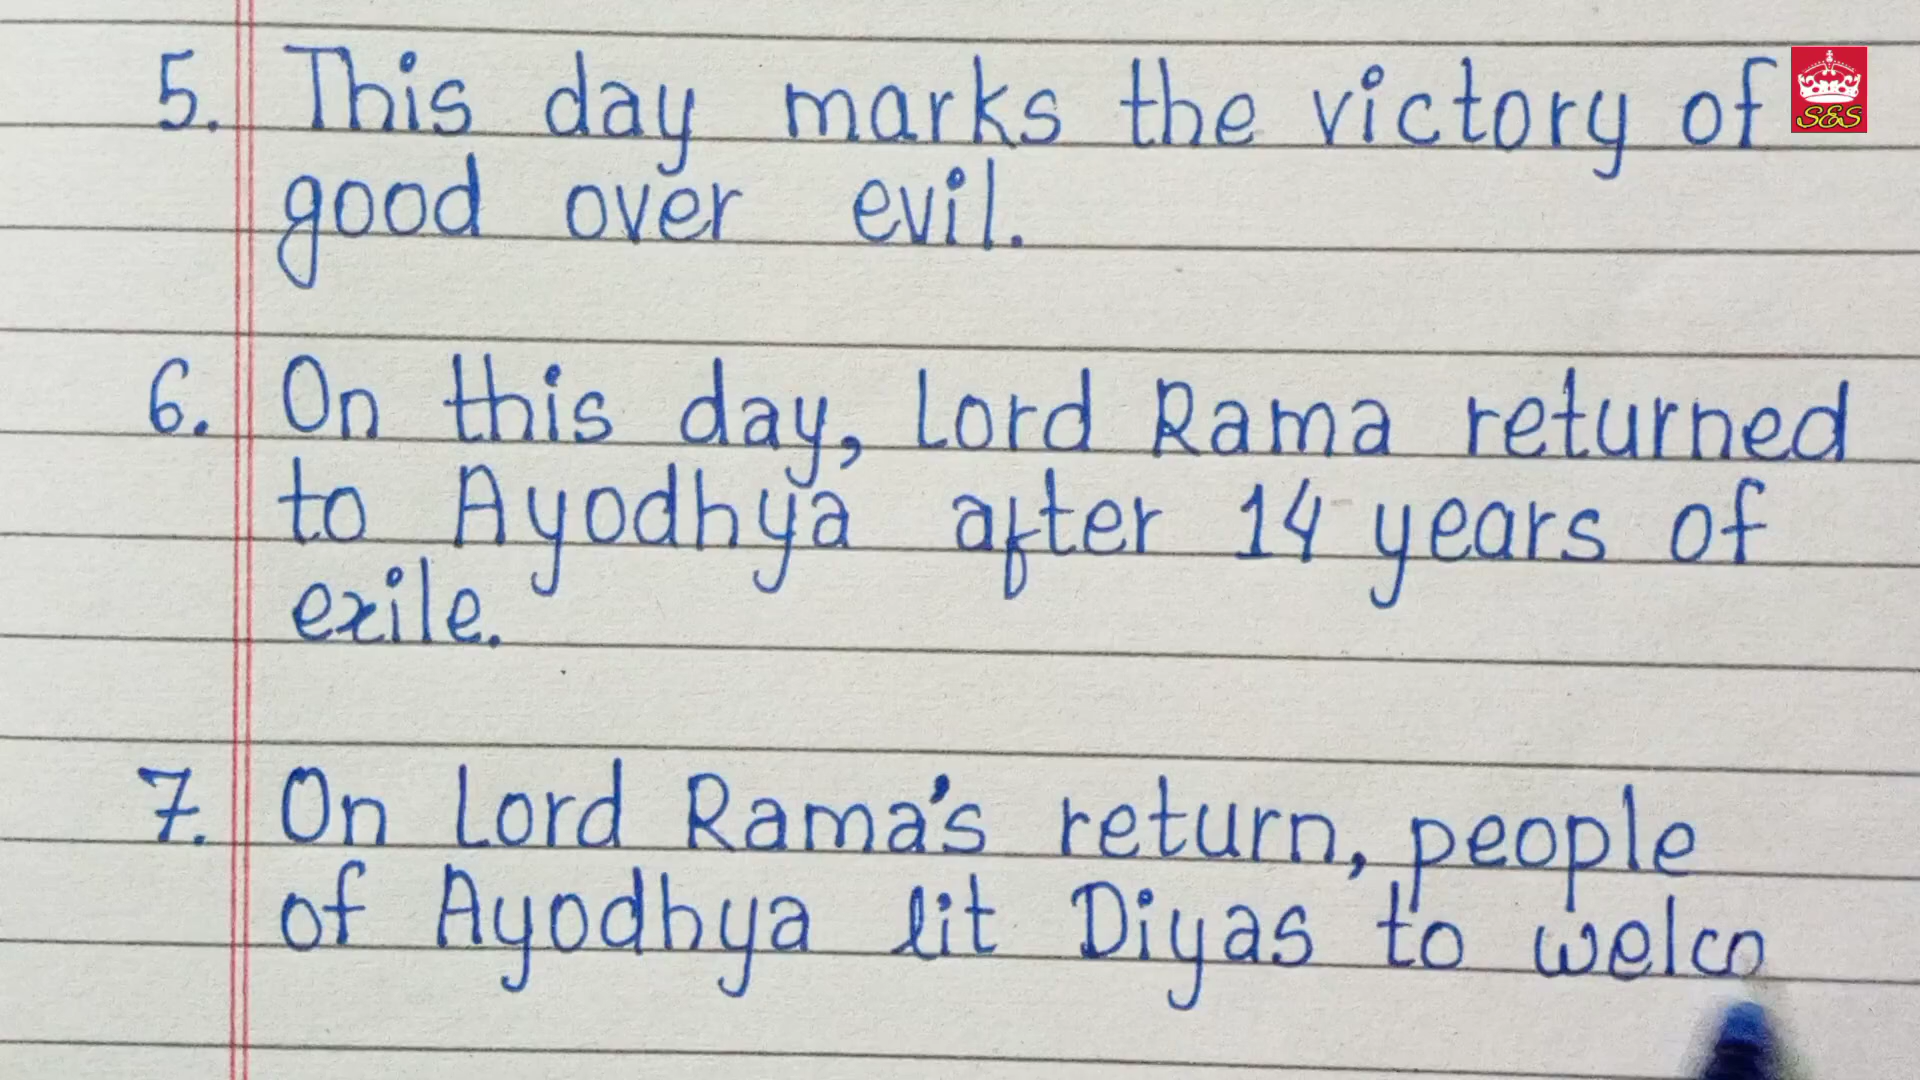 5. This day marks the victory of
good over evil.
6. On this day, Lord Rama returned
to Ayodhya after 14 years of
exile.
7. On Lord Rama's return, people
of Ayodhya lit Diyas to welco
S&S